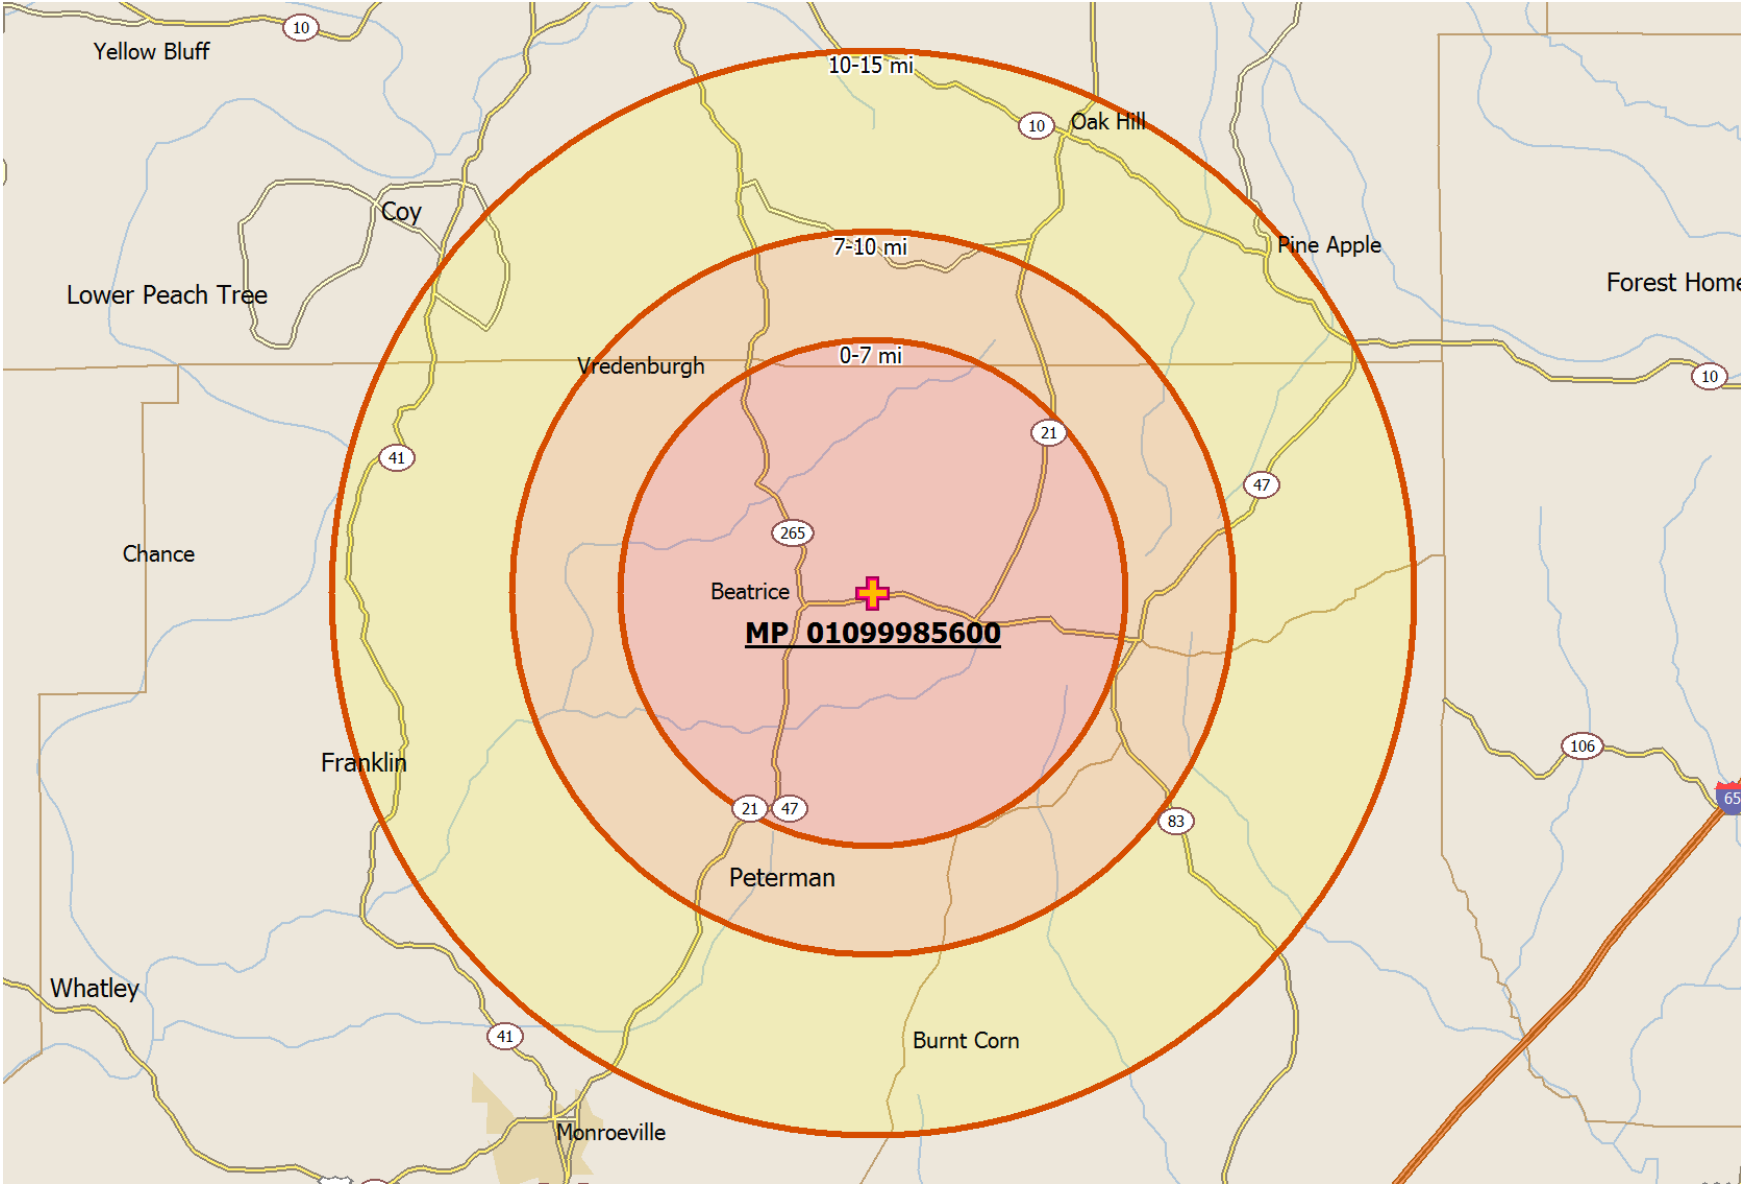 10
Yellow Bluff
10-15 mi
10
Oak Hill
Coy
7-10 mi
Pine Apple
Lower Peach Tree
Forest Home
0-7 mi
Vredenburgh
10
21
41
47
265
Chance
Beatrice
MP_01099985600
106
Franklin
65
21
47
83
Peterman
Whatley
41
Burnt Corn
Monroeville